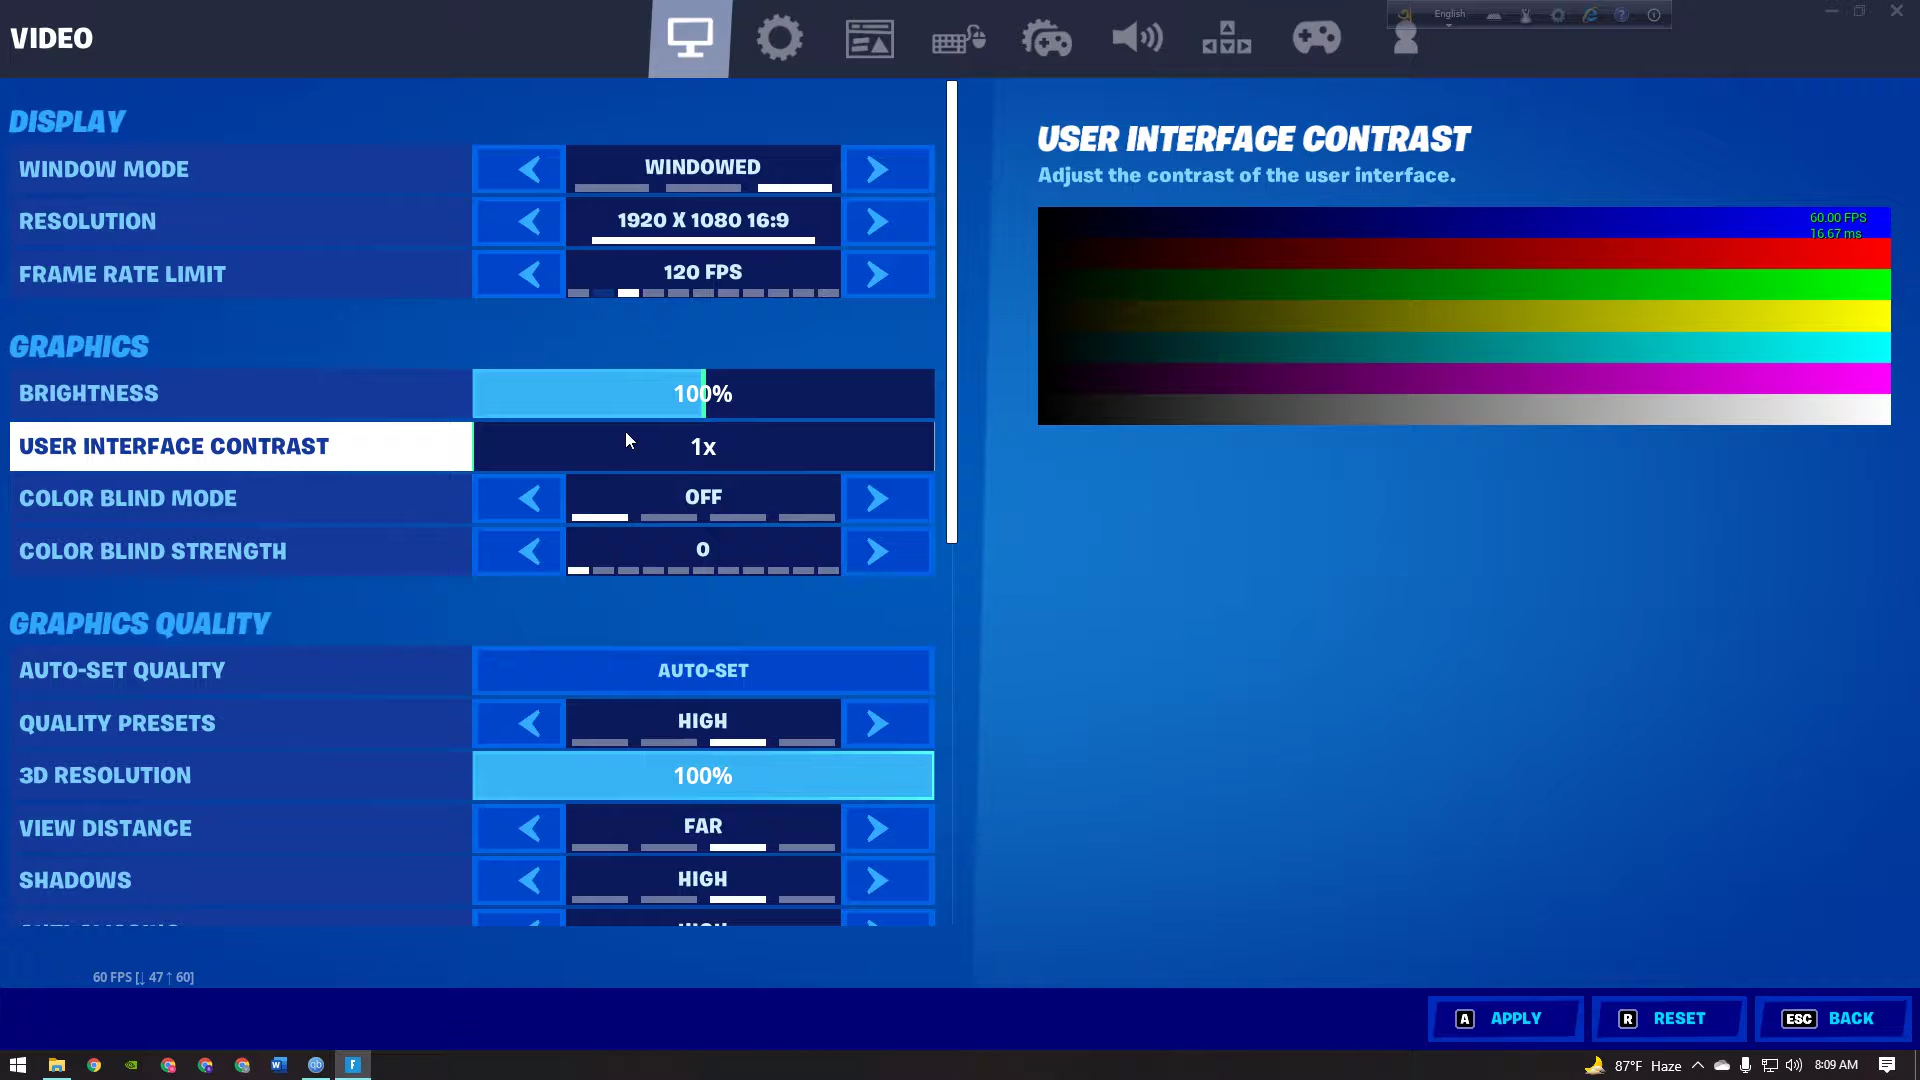 VIDEO
English
DISPLAY
WINDOW MODE
WINDOWED
RESOLUTION
1920 X 1080 16:9
FRAME RATE LIMIT
120 FPS
GRAPHICS
BRIGHTNESS
100%
USER INTERFACE CONTRAST
1x
COLOR BLIND MODE
OFF
COLOR BLIND STRENGTH
0
GRAPHICS QUALITY
AUTO-SET QUALITY
AUTO-SET
QUALITY PRESETS
HIGH
3D RESOLUTION
100%
VIEW DISTANCE
FAR
SHADOWS
HIGH
60 FPS [↓ 47 ↑ 60]
USER INTERFACE CONTRAST
Adjust the contrast of the user interface.
60.00 FPS
16.67 ms
A APPLY
R RESET
ESC BACK
87°F Haze
8:09 AM